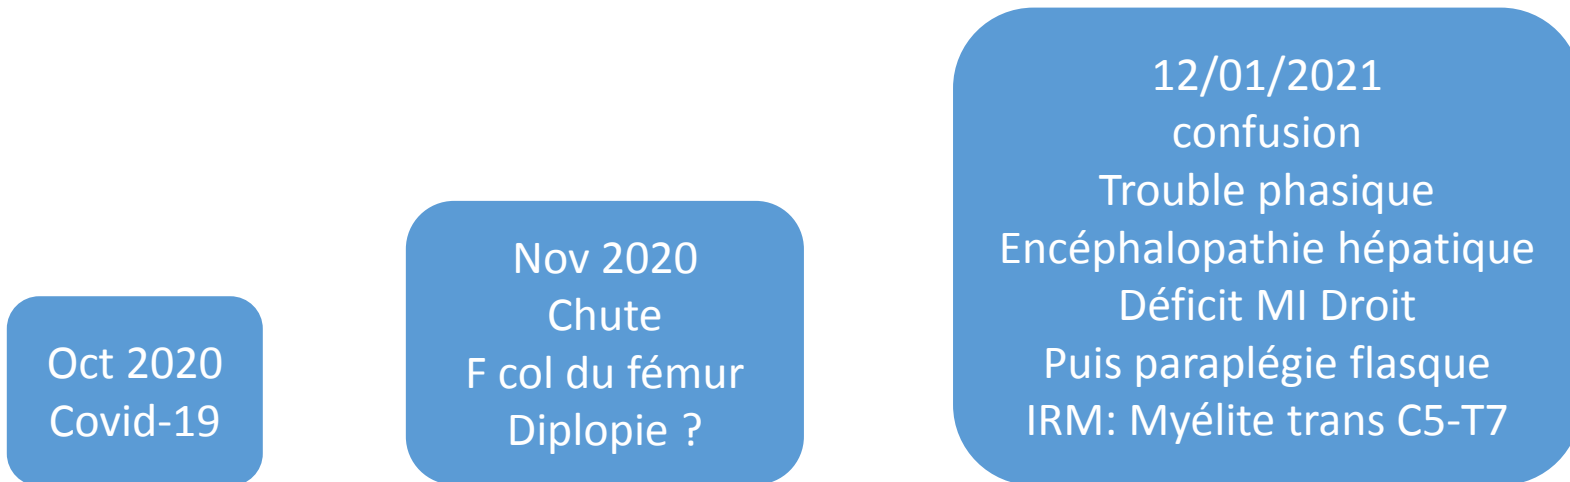 Oct 2020
Covid-19
Nov 2020
Chute
F col du fémur
Diplopie ?
12/01/2021
confusion
Trouble phasique
Encéphalopathie hépatique
Déficit MI Droit
Puis paraplégie flasque
IRM: Myélite trans C5-T7